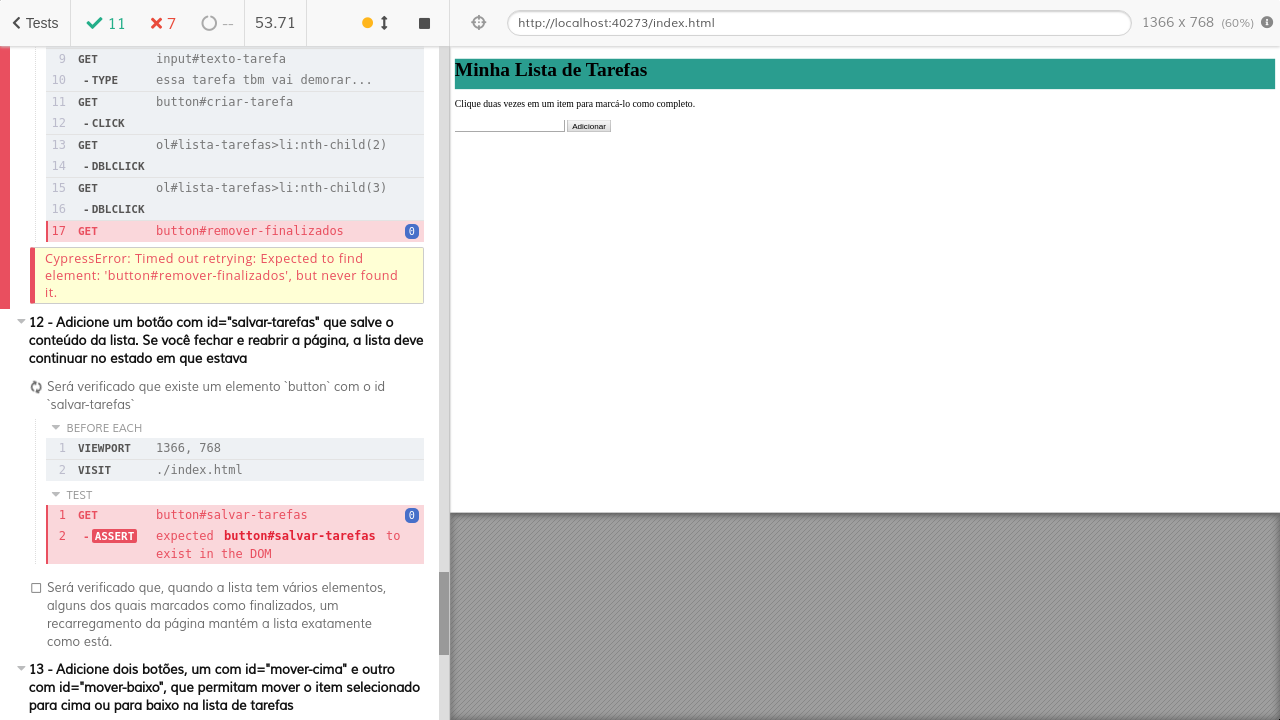 Tests 11 7 -- 53.71
http://localhost:40273/index.html 1366 x 768 (60%)
9 GET input#texto-tarefa
10 - TYPE essa tarefa tbm vai demorar...
11 GET button#criar-tarefa
12 - CLICK
13 GET ol#lista-tarefas>li:nth-child(2)
14 - DBLCLICK
15 GET ol#lista-tarefas>li:nth-child(3)
16 - DBLCLICK
17 GET button#remover-finalizados 0
CypressError: Timed out retrying: Expected to find
element: 'button#remover-finalizados', but never found
it.
12 - Adicione um botão com id="salvar-tarefas" que salve o
conteúdo da lista. Se você fechar e reabrir a página, a lista deve
continuar no estado em que estava
Será verificado que existe um elemento `button` com o id
`salvar-tarefas`
BEFORE EACH
1 VIEWPORT 1366, 768
2 VISIT ./index.html
TEST
1 GET button#salvar-tarefas 0
2 - ASSERT expected button#salvar-tarefas to
exist in the DOM
Será verificado que, quando a lista tem vários elementos,
alguns dos quais marcados como finalizados, um
recarregamento da página mantém a lista exatamente
como está.
13 - Adicione dois botões, um com id="mover-cima" e outro
com id="mover-baixo", que permitam mover o item selecionado
para cima ou para baixo na lista de tarefas
Minha Lista de Tarefas
Clique duas vezes em um item para marcá-lo como completo.
Adicionar